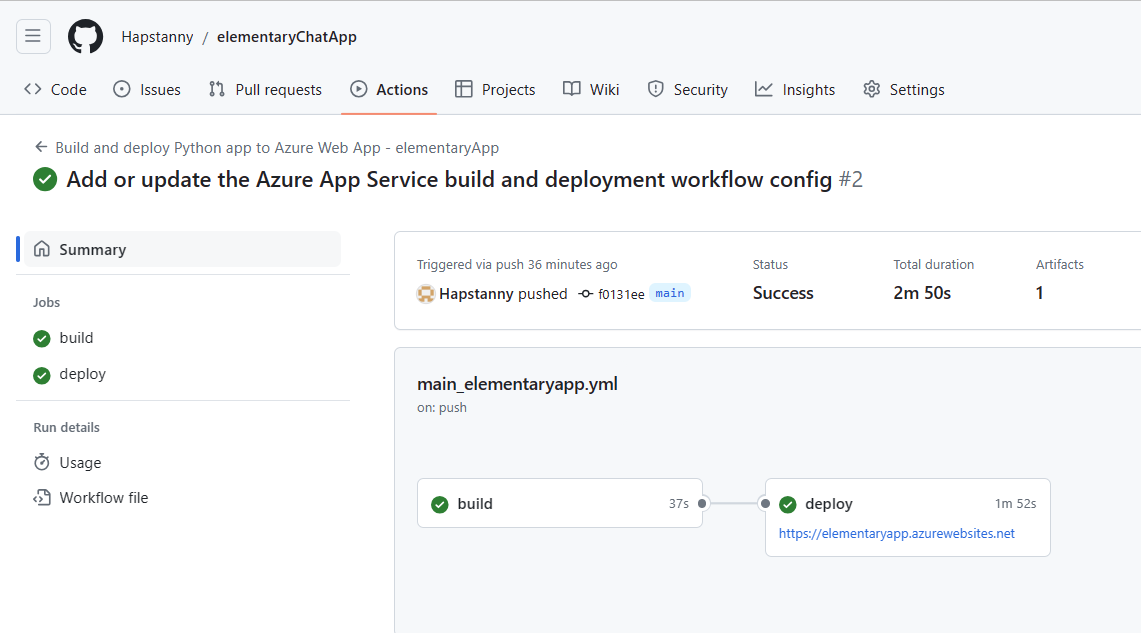 Hapstanny / elementaryChatApp
Code Issues Pull requests Actions Projects Wiki Security Insights Settings
Build and deploy Python app to Azure Web App - elementaryApp
Add or update the Azure App Service build and deployment workflow config #2
Summary
Jobs
build
deploy
Run details
Usage
Workflow file
Triggered via push 36 minutes ago
Hapstanny pushed f0131ee main
Status
Success
Total duration
2m 50s
Artifacts
1
main_elementaryapp.yml
on: push
build 37s
deploy 1m 52s
https://elementaryapp.azurewebsites.net